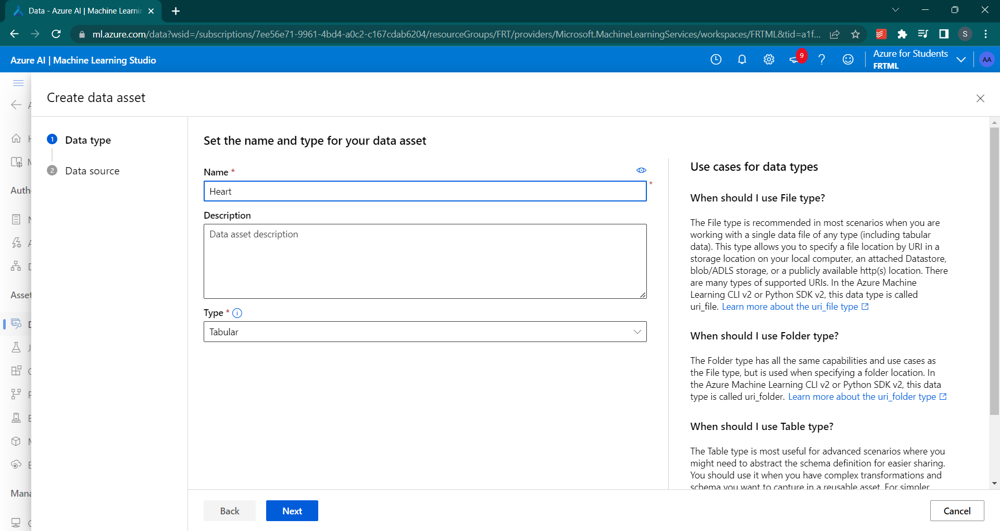 Data - Azure AI | Machine Learnin
ml.azure.com/data?wsid=/subscriptions/7ee56e71-9961-4bd4-a0c2-c167cdab6204/resourceGroups/FRT/providers/Microsoft.MachineLearningServices/workspaces/FRTML&tid=a1f...
S
Azure AI | Machine Learning Studio
9
?
Azure for Students
FRTML
AA
Create data asset
Auth
Asset
Mana
1 Data type
2 Data source
Set the name and type for your data asset
Name *
*
Heart
Description
Data asset description
Type *
Tabular
Use cases for data types
When should I use File type?
The File type is recommended in most scenarios when you are
working with a single data file of any type (including tabular
data). This type allows you to specify a file location by URI in a
storage location on your local computer, an attached Datastore,
blob/ADLS storage, or a publicly available http(s) location. There
are many types of supported URIs. In the Azure Machine
Learning CLI v2 or Python SDK v2, this data type is called
uri_file. Learn more about the uri_file type
When should I use Folder type?
The Folder type has all the same capabilities and use cases as
the File type, but is used when specifying a folder location. In
the Azure Machine Learning CLI v2 or Python SDK v2, this data
type is called uri_folder. Learn more about the uri_folder type
When should I use Table type?
The Table type is most useful for advanced scenarios where you
might need to abstract the schema definition for easier sharing.
You should use it when you have complex transformations and
schema you want to capture in a reusable asset. For simpler
Back
Next
Cancel